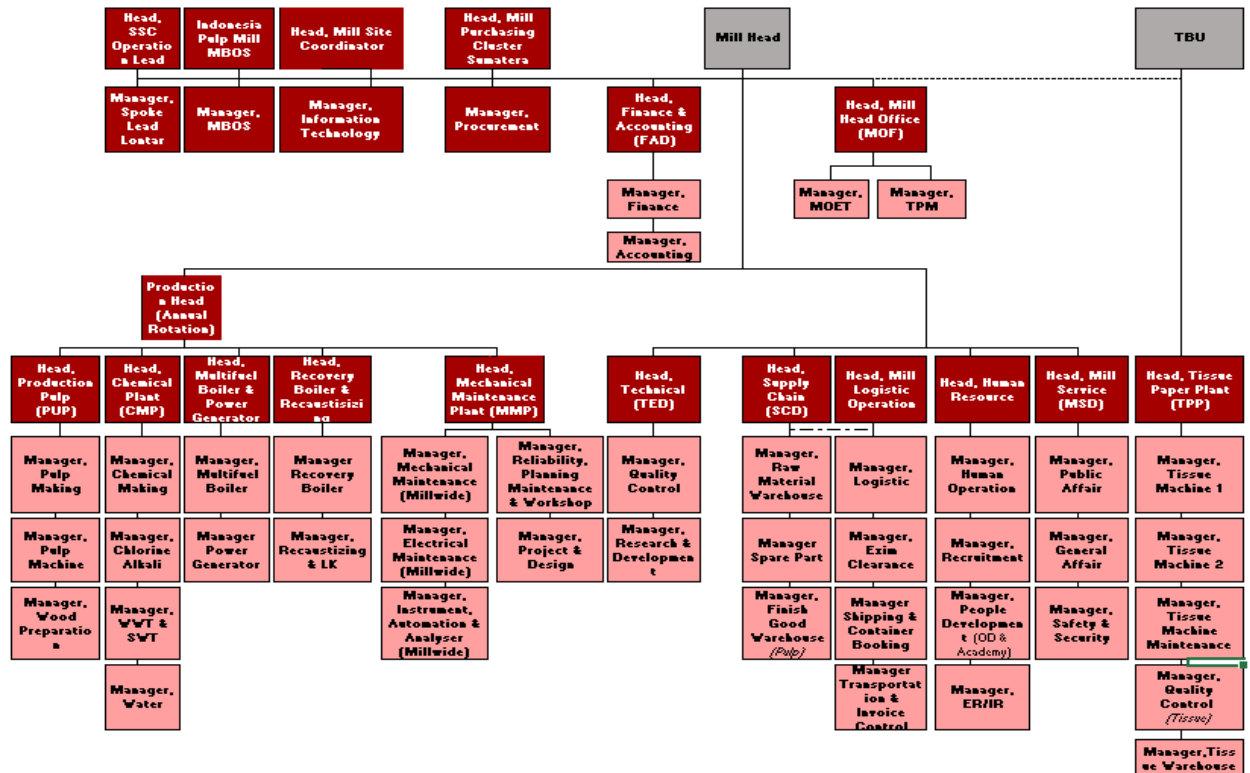 Head,
SSC
Operatio
n Lead
Indonesia
Pulp Mill
MBOS
Head, Mill Site
Coordinator
Head, Mill
Purchasing
Cluster
Sumatera
Mill Head
TBU
Manager,
Spoke
Lead
Lontar
Manager,
MBOS
Manager,
Information
Technology
Manager,
Procurement
Head,
Finance &
Accounting
(FAD)
Head, Mill
Head Office
(MOF)
Manager,
Finance
Manager,
MOET
Manager,
TPM
Manager,
Accounting
Productio
n Head
(Annual
Rotation)
Head,
Production
Pulp
(PUP)
Head,
Chemical
Plant
(CMP)
Head,
Multifuel
Boiler &
Power
Generator
Head,
Recovery
Boiler &
Recaustisizi
ng
Head,
Mechanical
Maintenance
Plant (MMP)
Head,
Technical
(TED)
Head,
Supply
Chain
(SCD)
Head, Mill
Logistic
Operation
Head, Human
Resource
Head, Mill
Service
(MSD)
Head, Tissue
Paper Plant
(TPP)
Manager,
Pulp
Making
Manager,
Chemical
Making
Manager,
Multifuel
Boiler
Manager
Recovery
Boiler
Manager,
Mechanical
Maintenance
(Millwide)
Manager,
Reliability,
Planning
Maintenance
& Workshop
Manager,
Quality
Control
Manager,
Raw
Material
Warehouse
Manager,
Logistic
Manager,
Human
Operation
Manager,
Public
Affair
Manager,
Tissue
Machine 1
Manager,
Pulp
Machine
Manager,
Chlorine
Alkali
Manager
Power
Generator
Manager,
Recaustizing
& LK
Manager,
Electrical
Maintenance
(Millwide)
Manager,
Project &
Design
Manager,
Research &
Developmen
t
Manager
Spare Part
Manager,
Exim
Clearance
Manager,
Recruitment
Manager,
General
Affair
Manager,
Tissue
Machine 2
Manager,
Wood
Preparatio
n
Manager,
WWT &
SWT
Manager,
Instrument,
Automation &
Analyser
(Millwide)
Manager,
Finish
Good
Warehouse
(Pulp)
Manager
Shipping &
Container
Booking
Manager,
People
Developmen
t (OD &
Academy)
Manager,
Safety &
Security
Manager,
Tissue
Machine
Maintenance
Manager,
Water
Manager
Transportat
ion &
Invoice
Control
Manager,
ER/IR
Manager,
Quality
Control
(Tissue)
Manager,Tiss
ue Warehouse